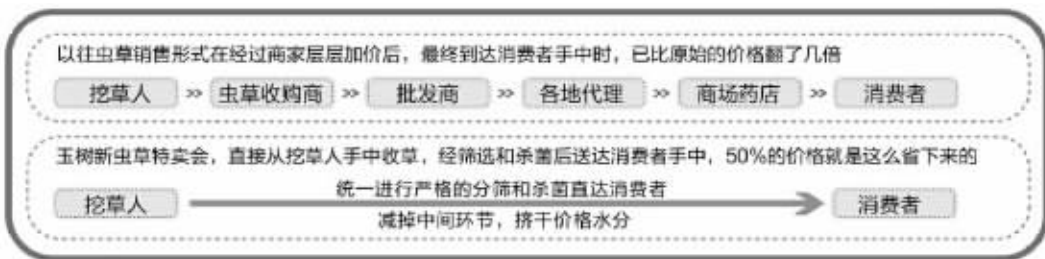 以往虫草销售形式在经过商家层层加价后，最终到达消费者手中时，已比原始的价格翻了几倍
挖草人 » 虫草收购商 » 批发商 » 各地代理 » 商场药店 » 消费者
玉树新虫草特卖会，直接从挖草人手中收草，经筛选和杀菌后送达消费者手中，50%的价格就是这么省下来的
统一进行严格的分筛和杀菌直达消费者
挖草人 消费者
减掉中间环节，挤干价格水分